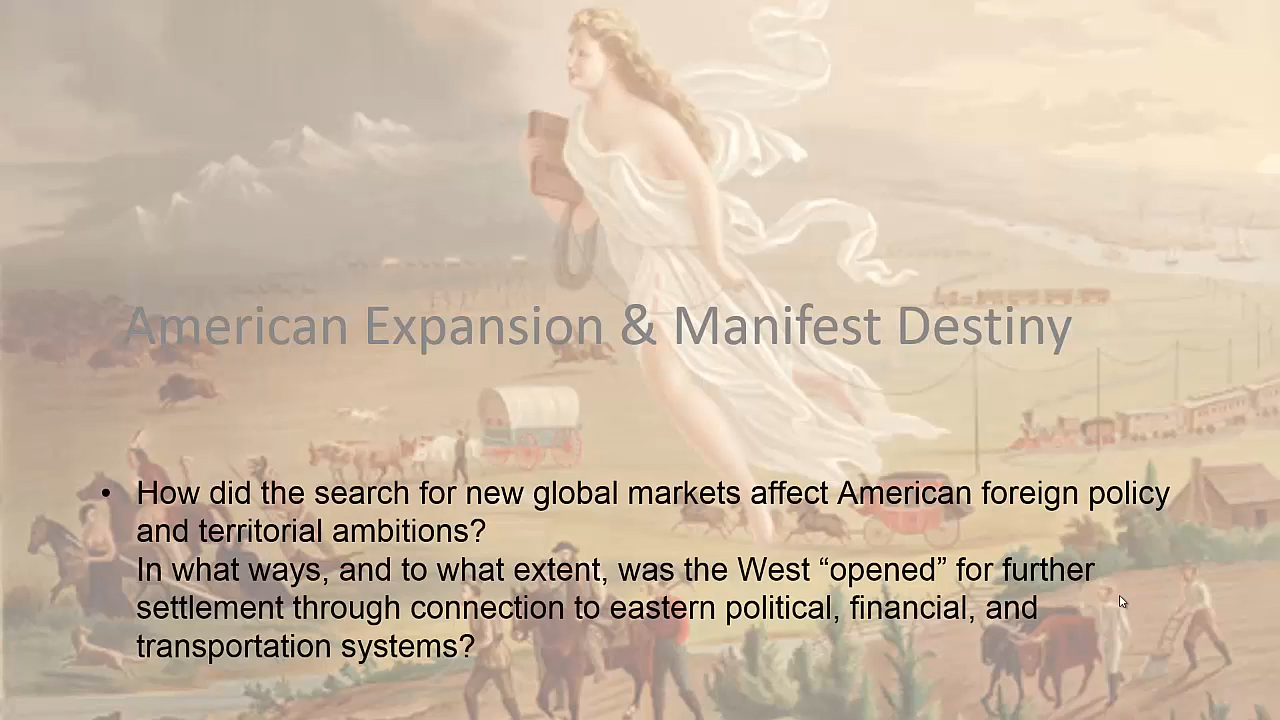 American Expansion & Manifest Destiny
• How did the search for new global markets affect American foreign policy
and territorial ambitions?
In what ways, and to what extent, was the West “opened” for further
settlement through connection to eastern political, financial, and
transportation systems?